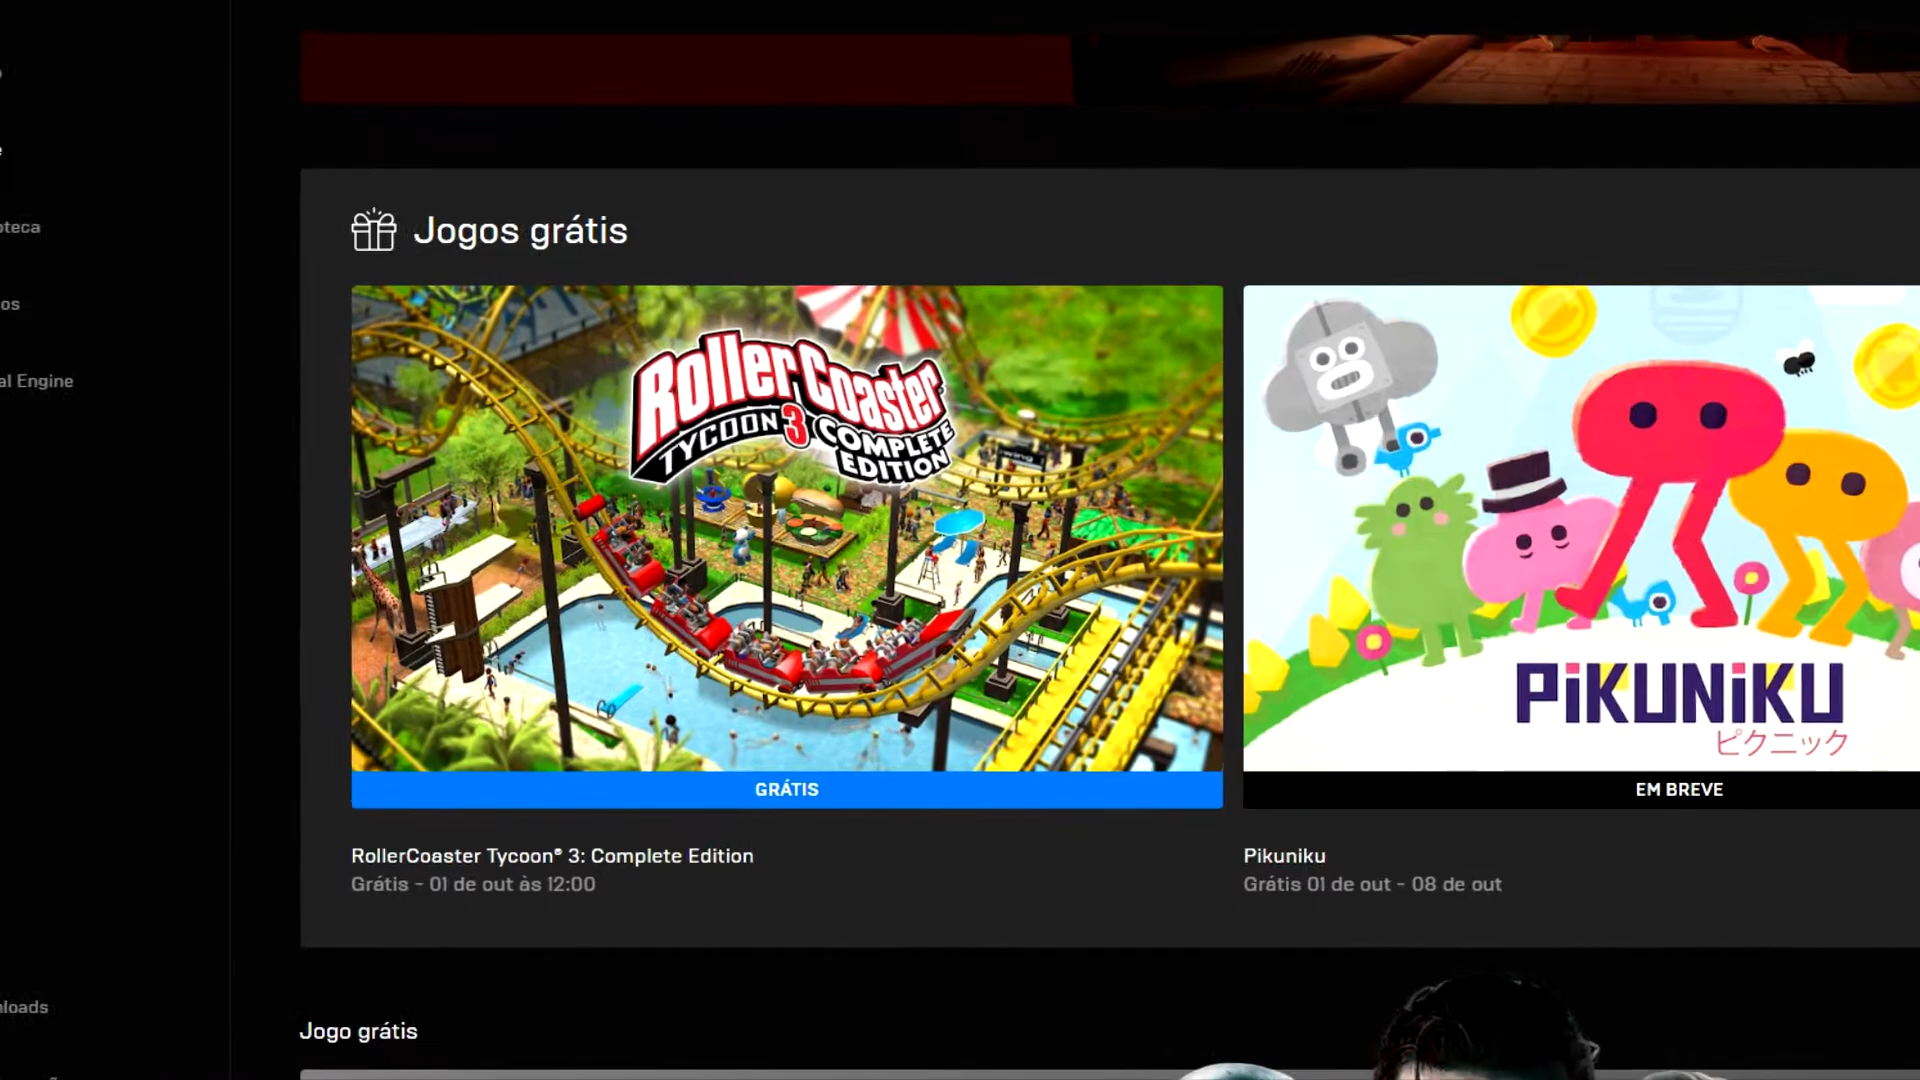 oteca
os
al Engine
Jogos grátis
RollerCoaster
TYCOON 3 COMPLETE
EDITION
GRÁTIS
RollerCoaster Tycoon® 3: Complete Edition
Grátis - 01 de out às 12:00
PiKUNiKU
ピクニック
EM BREVE
Pikuniku
Grátis 01 de out - 08 de out
nloads
Jogo grátis